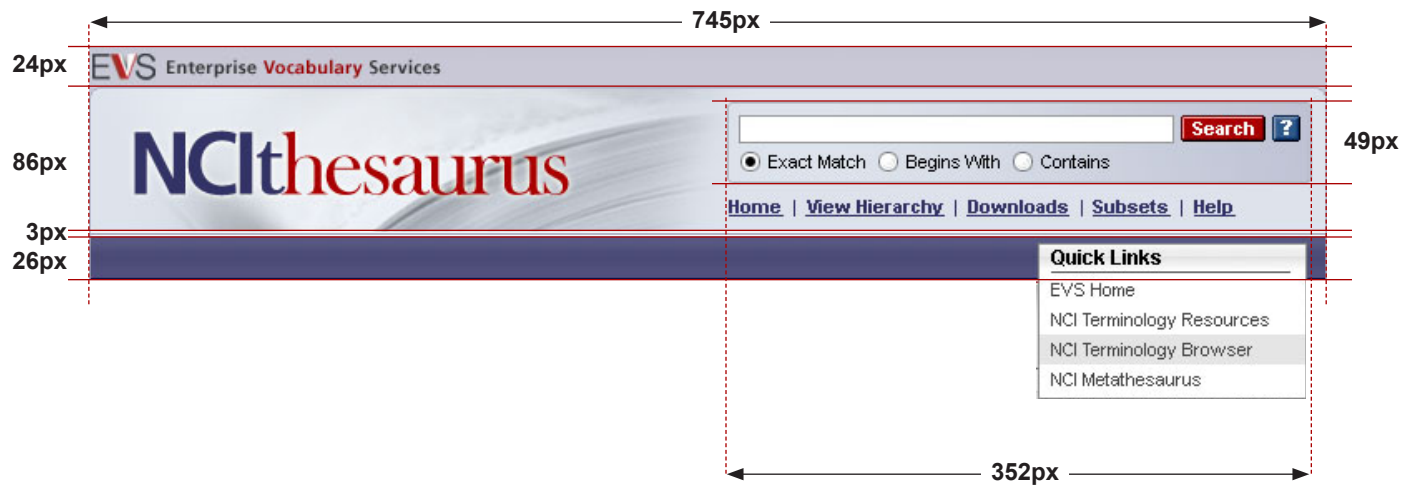 745px
24px
EVS Enterprise Vocabulary Services
Search ?
49px
86px
NCIthesaurus
Exact Match Begins With Contains
Home | View Hierarchy | Downloads | Subsets | Help
3px
26px
Quick Links
EVS Home
NCI Terminology Resources
NCI Terminology Browser
NCI Metathesaurus
352px